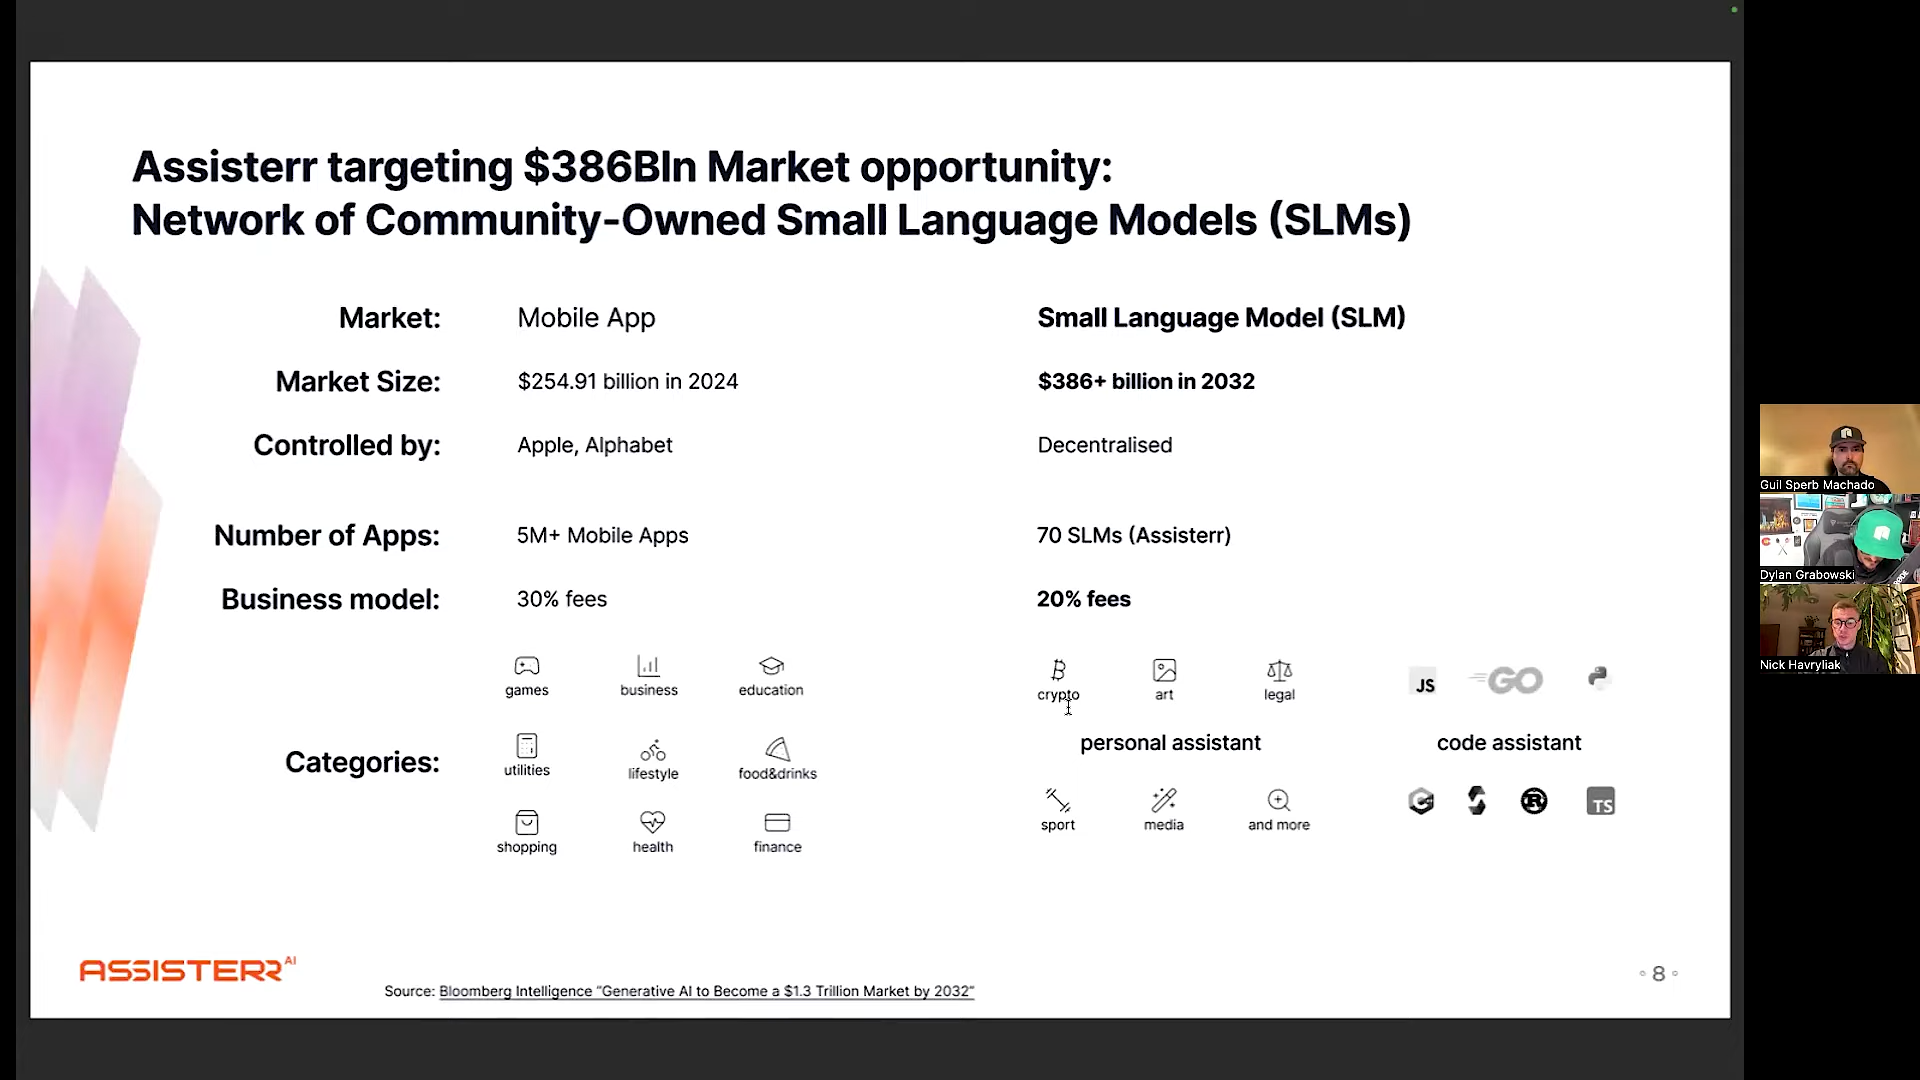 Assisterr targeting $386Bln Market opportunity:
Network of Community-Owned Small Language Models (SLMs)
Market: Mobile App Small Language Model (SLM)
Market Size: $254.91 billion in 2024 $386+ billion in 2032
Controlled by: Apple, Alphabet Decentralised
Number of Apps: 5M+ Mobile Apps 70 SLMs (Assisterr)
Business model: 30% fees 20% fees
Categories:
games business education
utilities lifestyle food&drinks
shopping health finance
crypto art legal
personal assistant
sport media and more
JS GO
code assistant
C R TS
ASSISTERR AI
Source: Bloomberg Intelligence “Generative AI to Become a $1.3 Trillion Market by 2032”
8
Guil Sperb Machado
Dylan Grabowski
Nick Havryliak